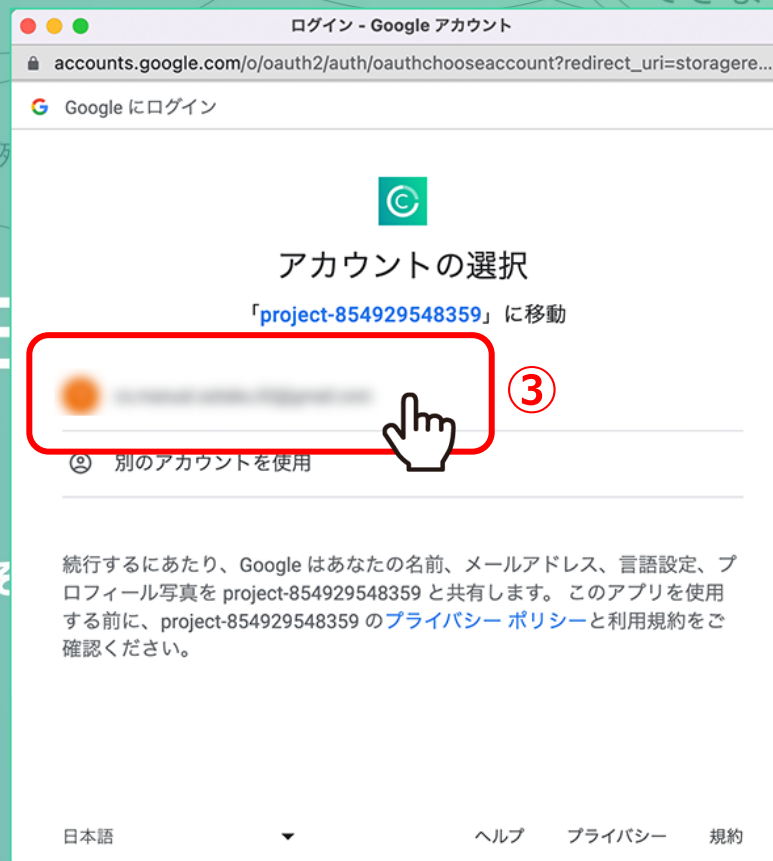 ログイン - Google アカウント
accounts.google.com/o/oauth2/auth/oauthchooseaccount?redirect_uri=storagere...
Google にログイン
アカウントの選択
「project-854929548359」に移動
③
別のアカウントを使用
続行するにあたり、Google はあなたの名前、メールアドレス、言語設定、プ
ロフィール写真を project-854929548359 と共有します。 このアプリを使用
する前に、project-854929548359 のプライバシー ポリシーと利用規約をご
確認ください。
日本語
ヘルプ プライバシー 規約